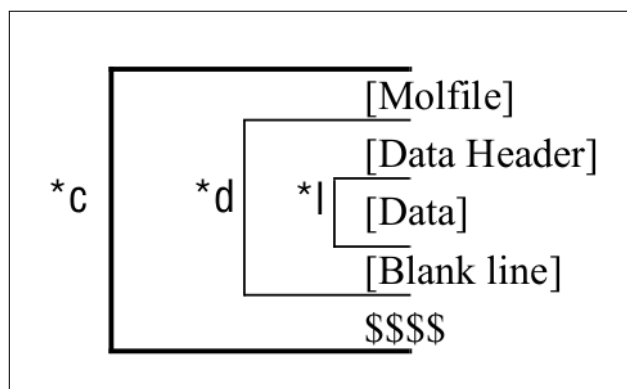 [Molfile]
[Data Header]
*c *d *l [Data]
[Blank line]
$$$$